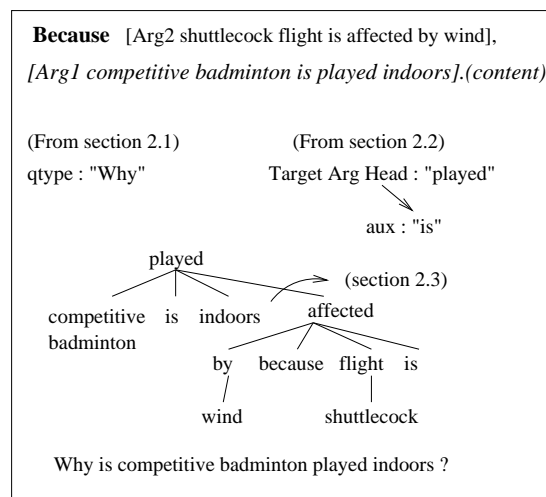 Because [Arg2 shuttlecock flight is affected by wind],
[Arg1 competitive badminton is played indoors].(content)
(From section 2.1) (From section 2.2)
qtype : "Why" Target Arg Head : "played"
aux : "is"
played
(section 2.3)
competitive is indoors affected
badminton
by because flight is
wind shuttlecock
Why is competitive badminton played indoors ?